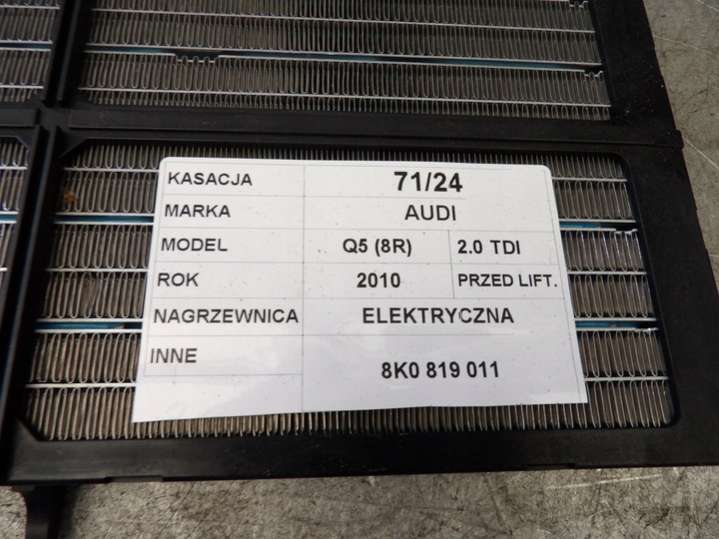 KASACJA 71/24
MARKA AUDI
MODEL Q5 (8R) 2.0 TDI
ROK 2010 PRZED LIFT.
NAGRZEWNICA ELEKTRYCZNA
INNE 8K0 819 011